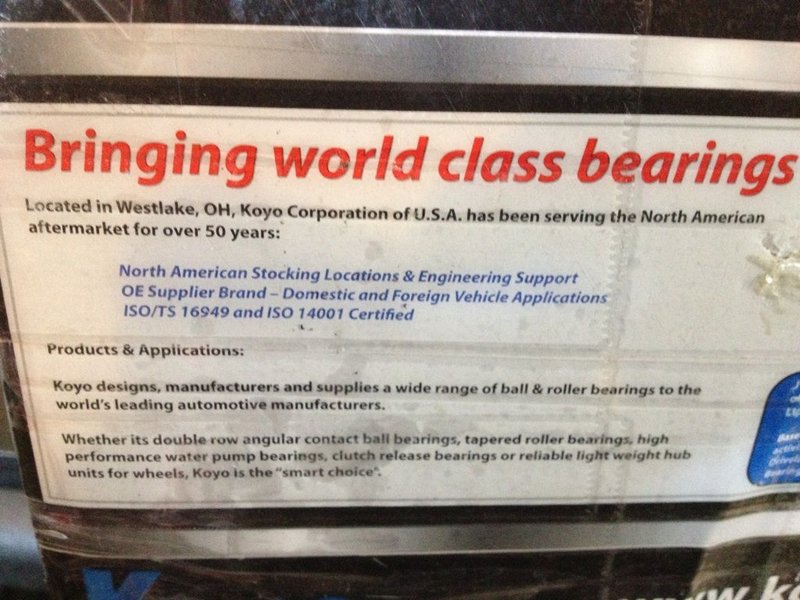 Bringing world class bearings
Located in Westlake, OH, Koyo Corporation of U.S.A. has been serving the North American
aftermarket for over 50 years:
North American Stocking Locations & Engineering Support
OE Supplier Brand – Domestic and Foreign Vehicle Applications
ISO/TS 16949 and ISO 14001 Certified
Products & Applications:
Koyo designs, manufacturers and supplies a wide range of ball & roller bearings to the
world's leading automotive manufacturers.
Whether its double row angular contact ball bearings, tapered roller bearings, high
performance water pump bearings, clutch release bearings or reliable light weight hub
units for wheels, Koyo is the "smart choice".